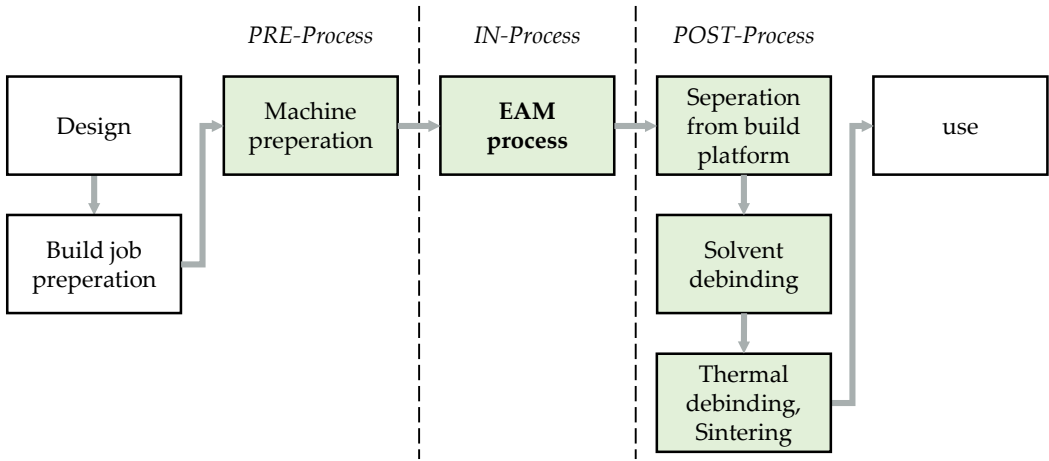 PRE-Process
IN-Process
POST-Process
Design
Build job
preperation
Machine
preperation
EAM
process
Seperation
from build
platform
Solvent
debinding
Thermal
debinding,
Sintering
use